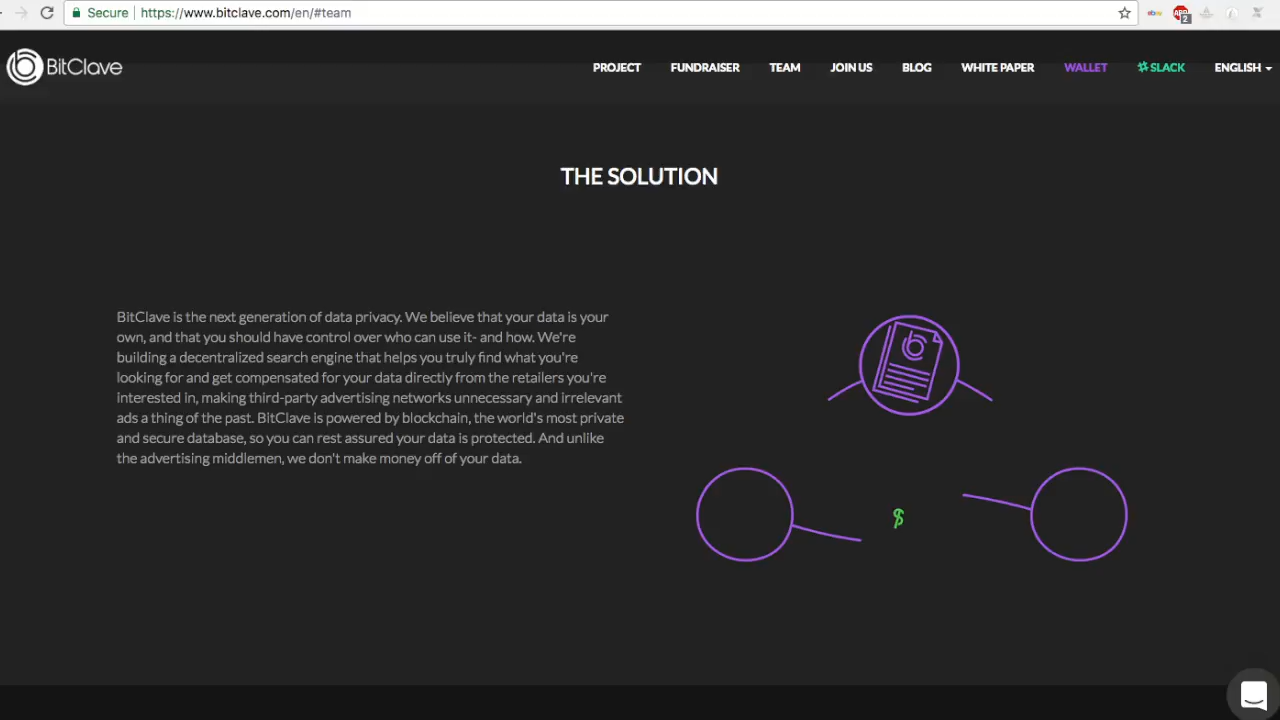 Secure https://www.bitclave.com/en/#team
ebay ABP 2
BitClave PROJECT FUNDRAISER TEAM JOIN US BLOG WHITE PAPER WALLET SLACK ENGLISH
THE SOLUTION
BitClave is the next generation of data privacy. We believe that your data is your
own, and that you should have control over who can use it- and how. We're
building a decentralized search engine that helps you truly find what you're
looking for and get compensated for your data directly from the retailers you're
interested in, making third-party advertising networks unnecessary and irrelevant
ads a thing of the past. BitClave is powered by blockchain, the world's most private
and secure database, so you can rest assured your data is protected. And unlike
the advertising middlemen, we don't make money off of your data.
$